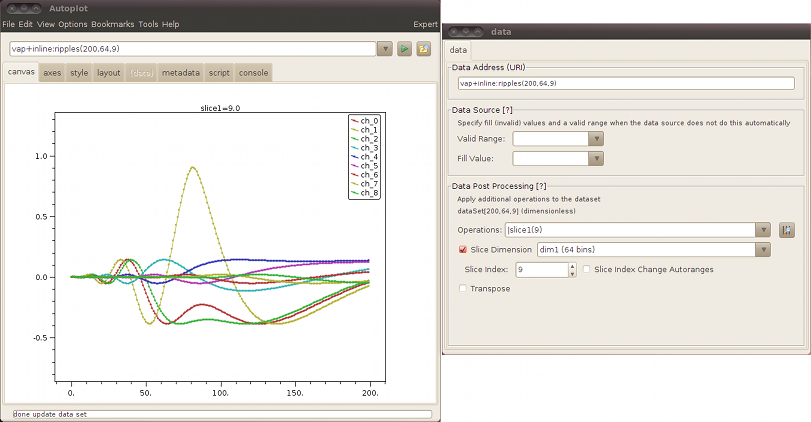 Autoplot
File Edit View Options Bookmarks Tools Help Expert
vap+inline:ripples(200,64,9)
canvas axes style layout (data) metadata script console
slice1=9.0
ch_0
ch_1
ch_2
ch_3
ch_4
ch_5
ch_6
ch_7
ch_8
1.0
0.5
0.0
-0.5
0. 50. 100. 150. 200.
done update data set
data
data
Data Address (URI)
vap+inline:ripples(200,64,9)
Data Source [?]
Specify fill (invalid) values and a valid range when the data source does not do this automatically
Valid Range:
Fill Value:
Data Post Processing [?]
Apply additional operations to the dataset
dataSet[200,64,9] (dimensionless)
Operations: |slice1(9)
Slice Dimension dim1 (64 bins)
Slice Index: 9 Slice Index Change Autoranges
Transpose